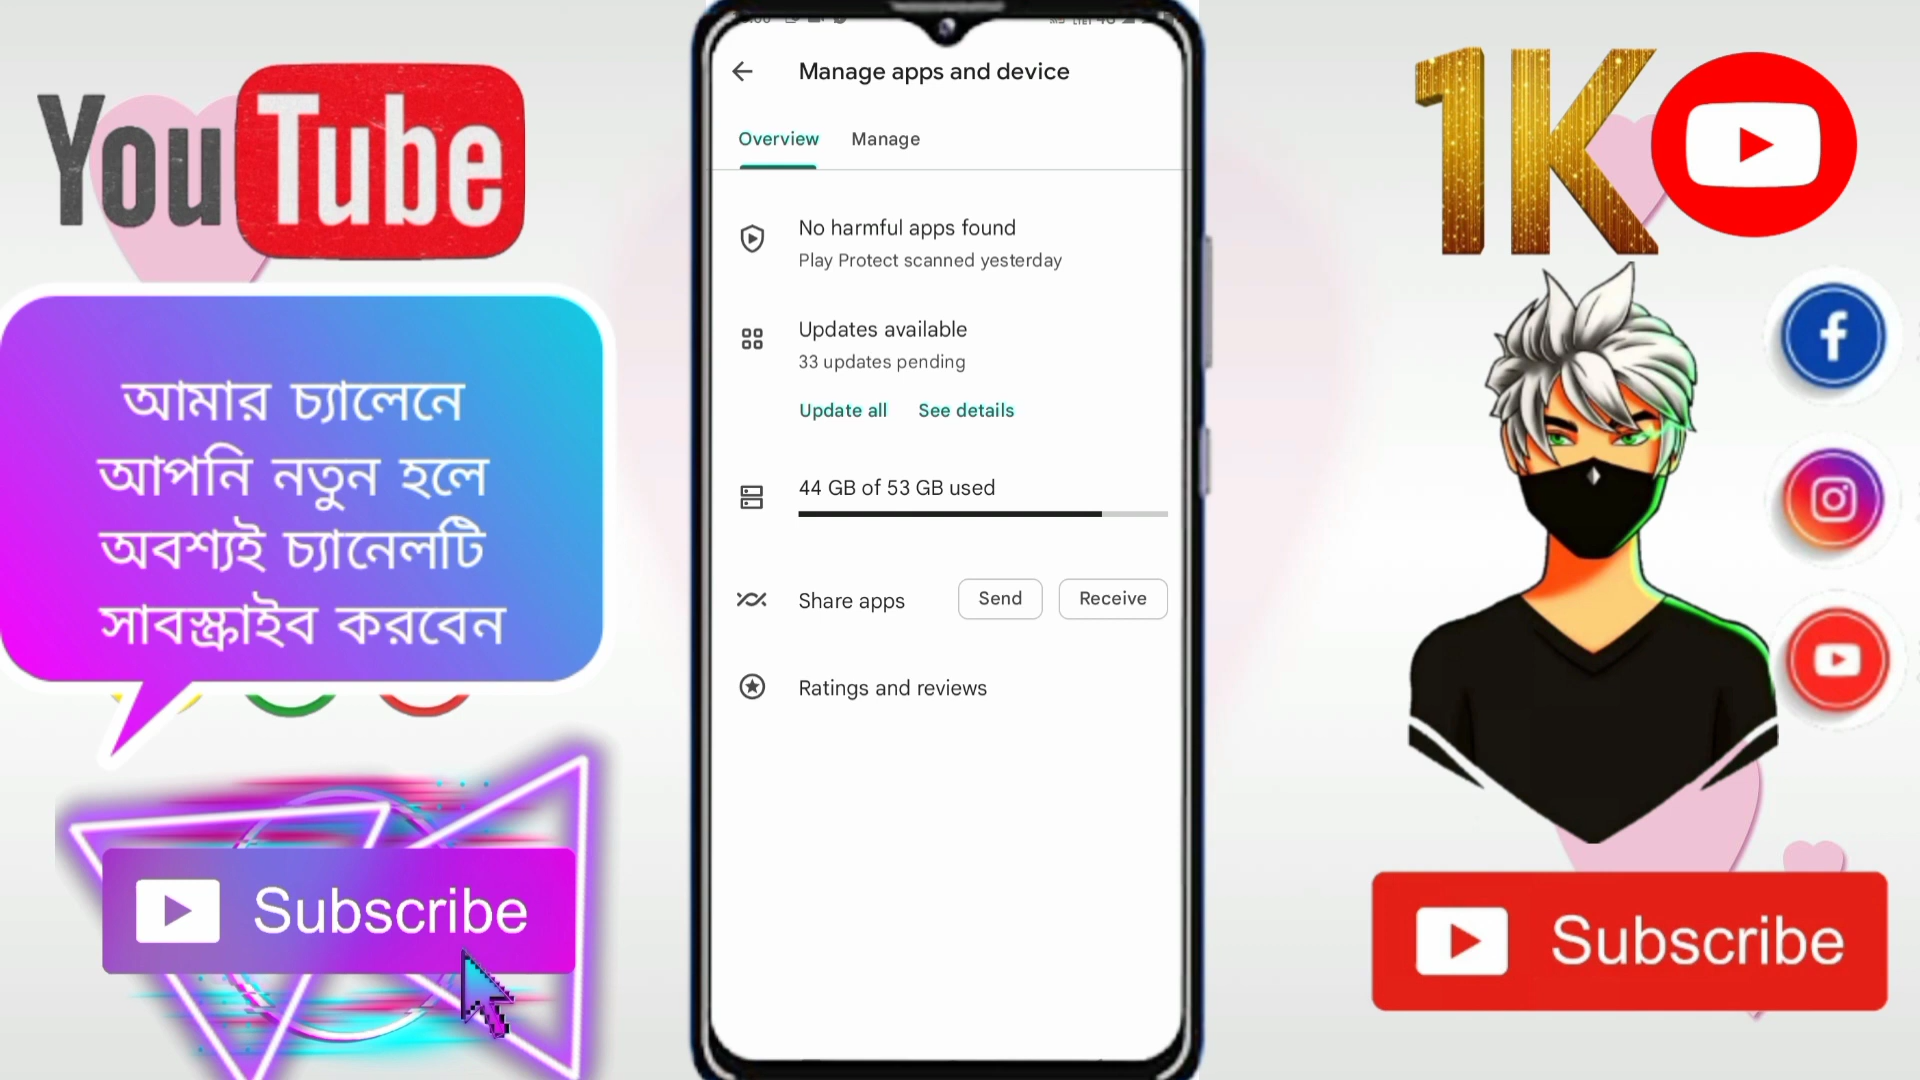 YouTube
আমার চ্যালেনে
আপনি নতুন হলে
অবশ্যই চ্যানেলটি
সাবস্ক্রাইব করবেন
Subscribe
Manage apps and device
Overview Manage
No harmful apps found
Play Protect scanned yesterday
Updates available
33 updates pending
Update all See details
44 GB of 53 GB used
Share apps Send Receive
Ratings and reviews
1K
Subscribe